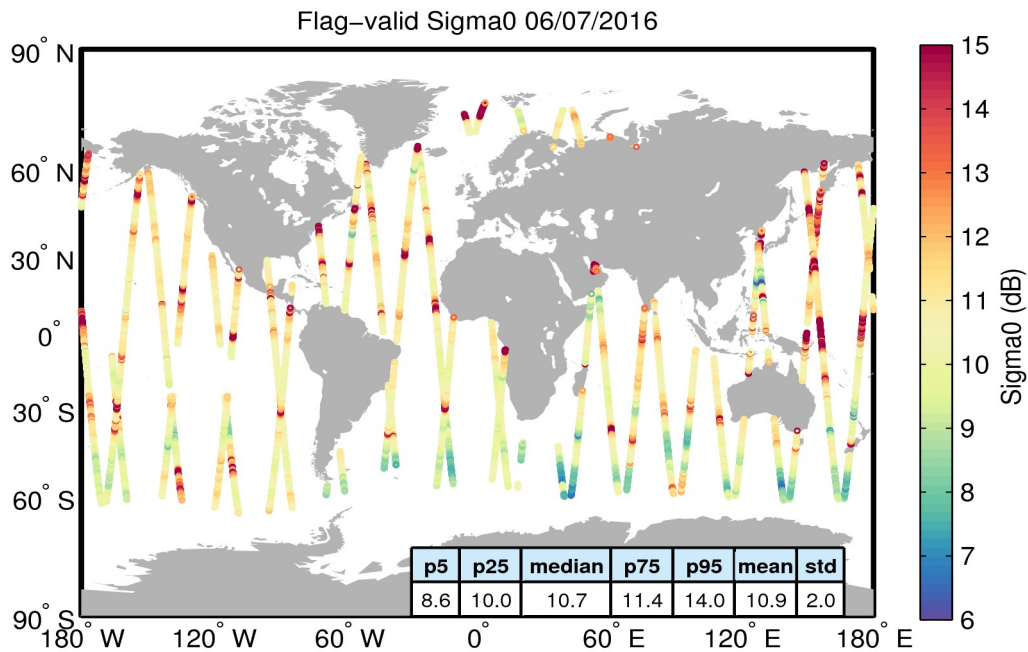 Flag−valid Sigma0 06/07/2016
90° N
60° N
30° N
0°
30° S
60° S
90° S
180° W
120° W
60° W
0°
60° E
120° E
180° E
p5 p25 median p75 p95 mean std
8.6 10.0 10.7 11.4 14.0 10.9 2.0
15
14
13
12
11
10
9
8
7
6
Sigma0 (dB)